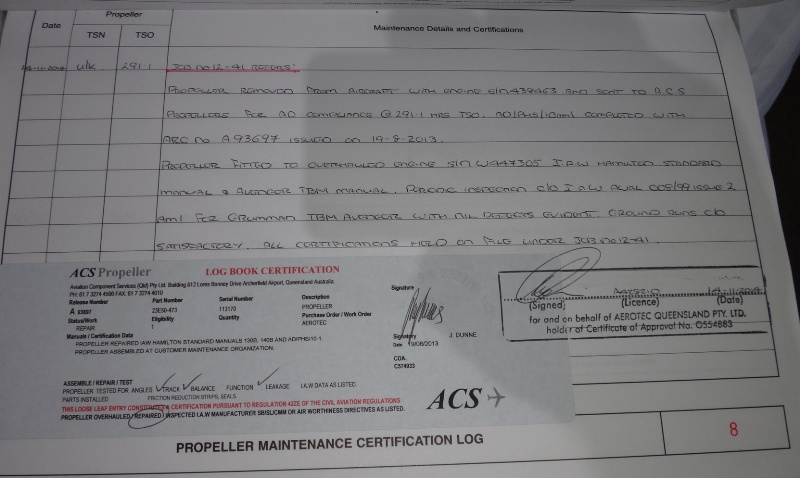 Date
Propeller
TSN
TSO
Maintenance Details and Certifications
U/K
291.1
JOB No 12-41 REFERS:
PROPELLER REMOVED FROM AIRCRAFT WITH ENGINE S/N 438463 AND SENT TO A.C.S
PROPELLERS FOR AD COMPLIANCE @ 291.1 HRS TSO. AD/PHS/10 AM1 COMPLETED WITH
ARC No A93697 ISSUED ON 19-8-2013.
PROPELLER FITTED TO OVERHAULED ENGINE S/N W447305 I.A.W HAMILTON STANDARD
MANUAL & AVENGER TBM MANUAL. PERIODIC INSPECTION C/O I.A.W AVAL 005/99 ISSUE 2
AM1 FOR GRUMMAN TBM AVENGER WITH NIL DEFECTS EVIDENT. GROUND RUNS C/O
SATISFACTORY. ALL CERTIFICATIONS HELD ON FILE UNDER JOB No 12-41.
ACS Propeller LOG BOOK CERTIFICATION
Aviation Component Services (Qld) Pty Ltd. Building 612 Lores Bonney Drive Archerfield Airport, Queensland Australia
PH: 61 7 3274 4580 FAX: 61 7 3274 4010
Release Number Part Number Serial Number Description
A 93697 23E50-473 113170 PROPELLER
Status/Work Eligibility Quantity Purchase Order / Work Order
REPAIR 1 AEROTEC
Manuals / Certification Data
PROPELLER REPAIRED IAW HAMILTON STANDARD MANUALS 130B, 140B AND AD/PHS/10-1.
PROPELLER ASSEMBLED AT CUSTOMER MAINTENANCE ORGANIZATION.
Signature
Signatory J. DUNNE
Date 19/08/2013
COA.
C574933
ASSEMBLE / REPAIR / TEST
PROPELLER TESTED FOR ANGLES TRACK BALANCE FUNCTION LEAKAGE I.A.W DATA AS LISTED.
PARTS INSTALLED FRICTION REDUCTION STRIPS, SEALS.
THIS LOOSE LEAF ENTRY CONSTITUTES A CERTIFICATION PURSUANT TO REGULATION 42ZE OF THE CIVIL AVIATION REGULATIONS
PROPELLER OVERHAULED / REPAIRED / INSPECTED I.A.W MANUFACTURER SB/SL/CMM OR AIR WORTHINESS DIRECTIVES AS LISTED.
ACS
(Signed) (Licence) (Date)
for and on behalf of AEROTEC QUEENSLAND PTY. LTD.
holder of Certificate of Approval No. O554883
PROPELLER MAINTENANCE CERTIFICATION LOG
8